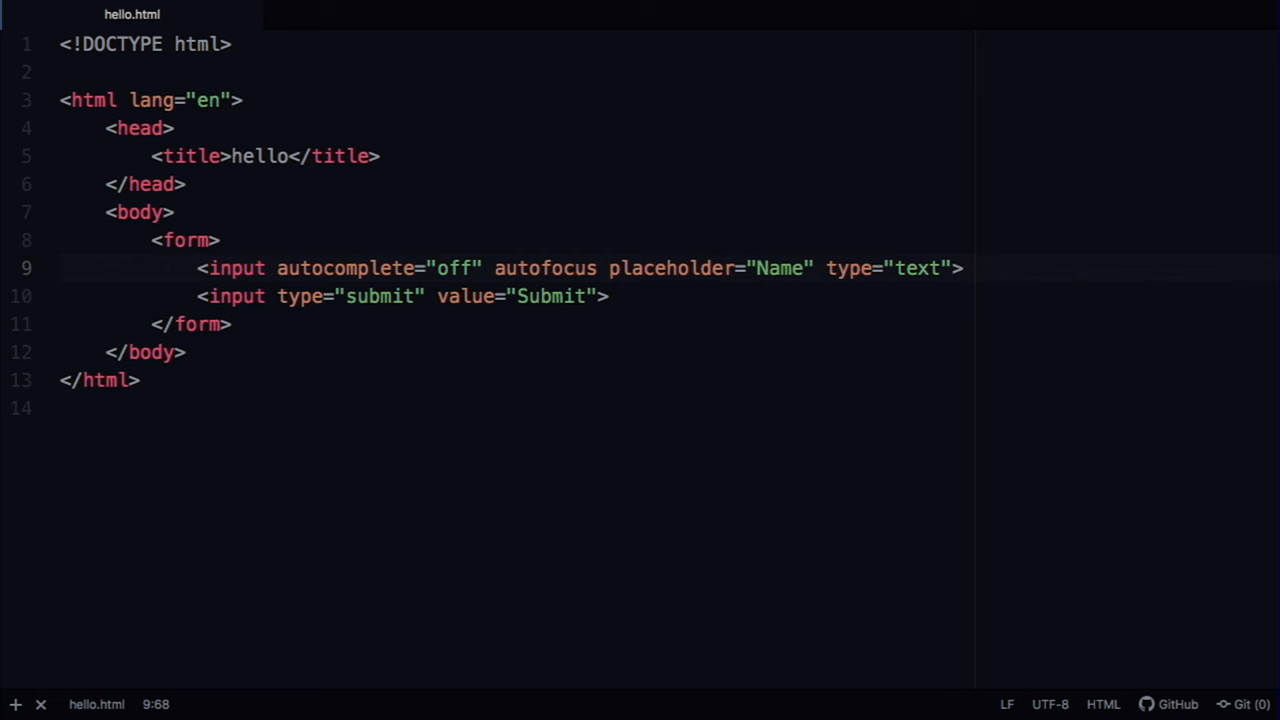 hello.html
1 <!DOCTYPE html>
2
3 <html lang="en">
4     <head>
5         <title>hello</title>
6     </head>
7     <body>
8         <form>
9             <input autocomplete="off" autofocus placeholder="Name" type="text">
10             <input type="submit" value="Submit">
11         </form>
12     </body>
13 </html>
14
hello.html 9:68 LF UTF-8 HTML GitHub Git (0)